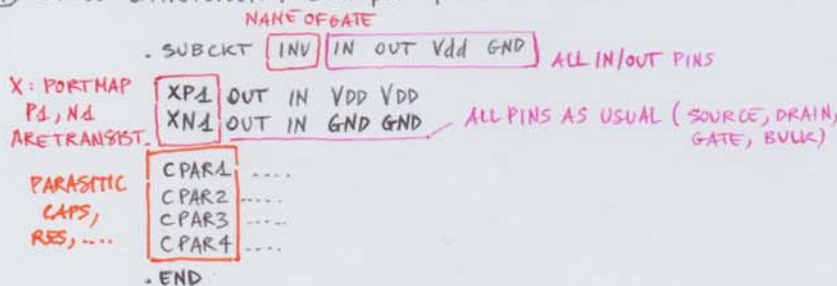 NAME OF GATE
.SUBCKT INV IN OUT Vdd GND ALL IN/OUT PINS
X: PORTMAP
P1, N1
ARE TRANSIST.
XP1 OUT IN VDD VDD
XN1 OUT IN GND GND
ALL PINS AS USUAL (SOURCE, DRAIN,
GATE, BULK)
PARASITIC
CAPS,
RES, ....
CPAR1 ....
CPAR2 ....
CPAR3 ....
CPAR4 ....
.END